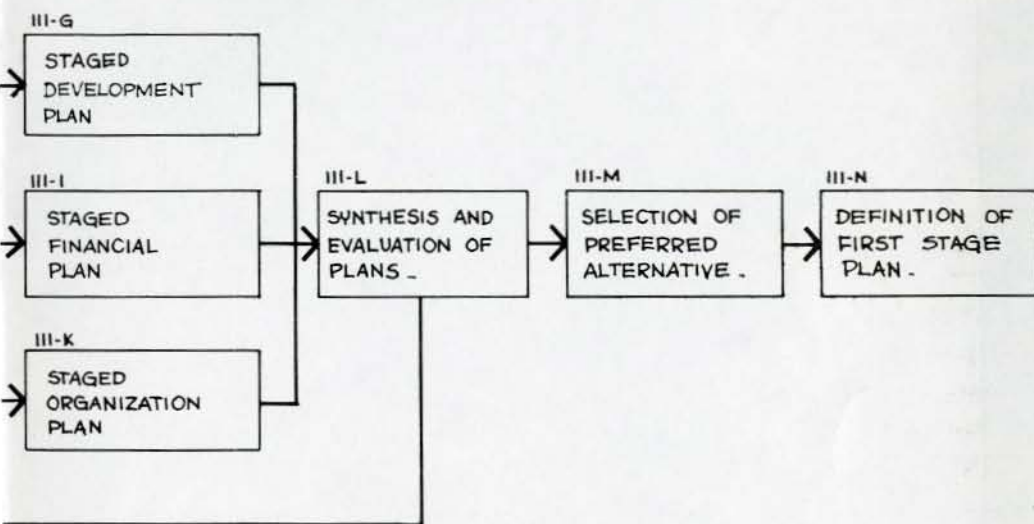 III-G
STAGED
DEVELOPMENT
PLAN
III-I
STAGED
FINANCIAL
PLAN
III-K
STAGED
ORGANIZATION
PLAN
III-L
SYNTHESIS AND
EVALUATION OF
PLANS _
III-M
SELECTION OF
PREFERRED
ALTERNATIVE .
III-N
DEFINITION OF
FIRST STAGE
PLAN .